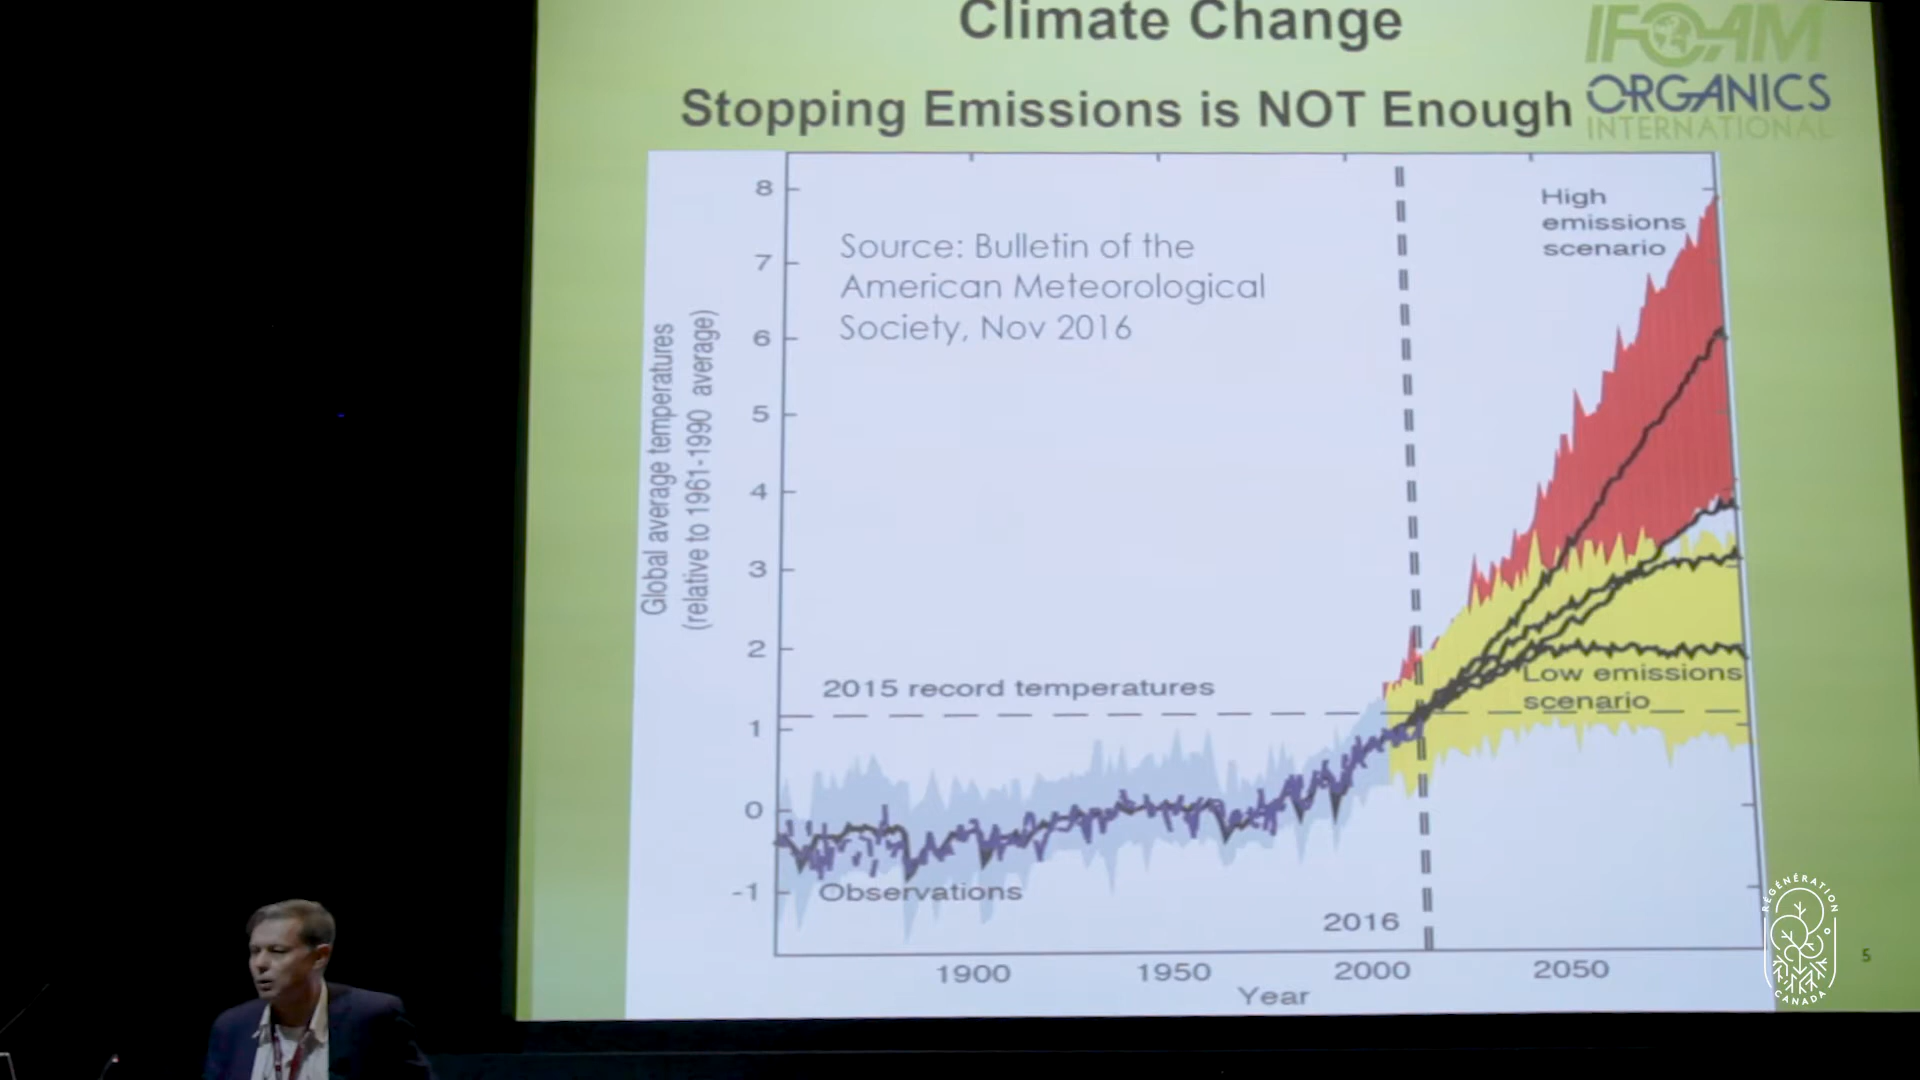 Climate Change
Stopping Emissions is NOT Enough
IFOAM
ORGANICS
INTERNATIONAL
8
7
6
5
4
3
2
1
0
-1
Global average temperatures
(relative to 1961-1990 average)
Source: Bulletin of the
American Meteorological
Society, Nov 2016
High
emissions
scenario
2015 record temperatures
Low emissions
scenario
Observations
2016
1900
1950
2000
2050
Year
5
RÉGÉNÉRATION
CANADA